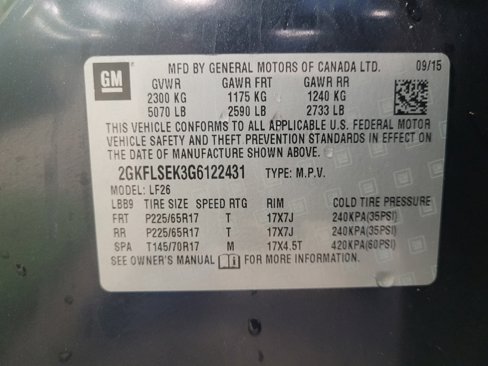 MFD BY GENERAL MOTORS OF CANADA LTD. 09/15
GM
GVWR GAWR FRT GAWR RR
2300 KG 1175 KG 1240 KG
5070 LB 2590 LB 2733 LB
THIS VEHICLE CONFORMS TO ALL APPLICABLE U.S. FEDERAL MOTOR
VEHICLE SAFETY AND THEFT PREVENTION STANDARDS IN EFFECT ON
THE DATE OF MANUFACTURE SHOWN ABOVE.
2GKFLSEK3G6122431 TYPE: M.P.V.
MODEL: LF26
LBB9 TIRE SIZE SPEED RTG RIM COLD TIRE PRESSURE
FRT P225/65R17 T 17X7J 240KPA(35PSI)
RR P225/65R17 T 17X7J 240KPA(35PSI)
SPA T145/70R17 M 17X4.5T 420KPA(60PSI)
SEE OWNER'S MANUAL FOR MORE INFORMATION